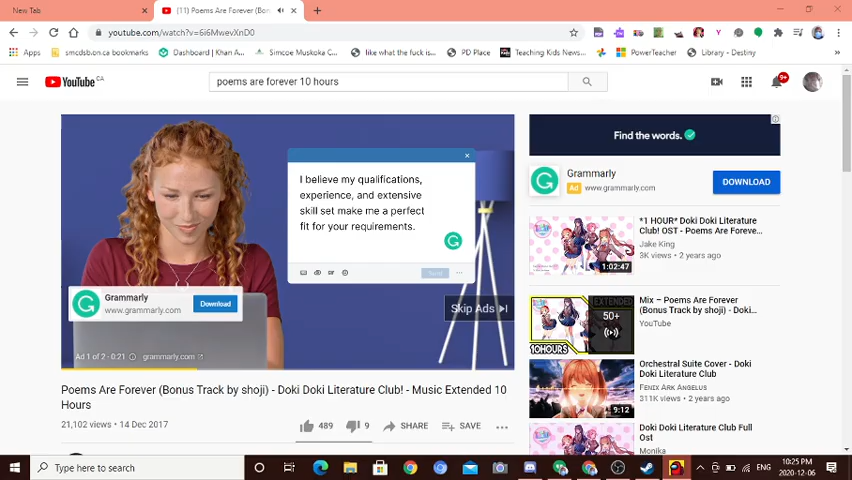 New Tab
(11) Poems Are Forever (Bon
youtube.com/watch?v=6i6MwevXnD0
Apps
smcdsb.on.ca bookmarks
Dashboard | Khan A...
Simcoe Muskoka C...
like what the fuck is...
PD Place
Teaching Kids News...
PowerTeacher
Library - Destiny
YouTube CA
poems are forever 10 hours
9+
I believe my qualifications,
experience, and extensive
skill set make me a perfect
fit for your requirements.
Grammarly
www.grammarly.com
Download
Skip Ads
Ad 1 of 2 · 0:21
grammarly.com
Poems Are Forever (Bonus Track by shoji) - Doki Doki Literature Club! - Music Extended 10
Hours
21,102 views • 14 Dec 2017
489
9
SHARE
SAVE
Find the words.
Grammarly
Ad www.grammarly.com
DOWNLOAD
*1 HOUR* Doki Doki Literature
Club! OST - Poems Are Foreve...
Jake King
3K views • 2 years ago
1:02:47
EXTENDED
50+
10HOURS
Mix – Poems Are Forever
(Bonus Track by shoji) - Doki...
YouTube
Orchestral Suite Cover - Doki
Doki Literature Club
Fenix Ark Angelus
311K views • 2 years ago
9:12
Doki Doki Literature Club Full
Ost
Monika
Type here to search
ENG
10:25 PM
2020-12-06